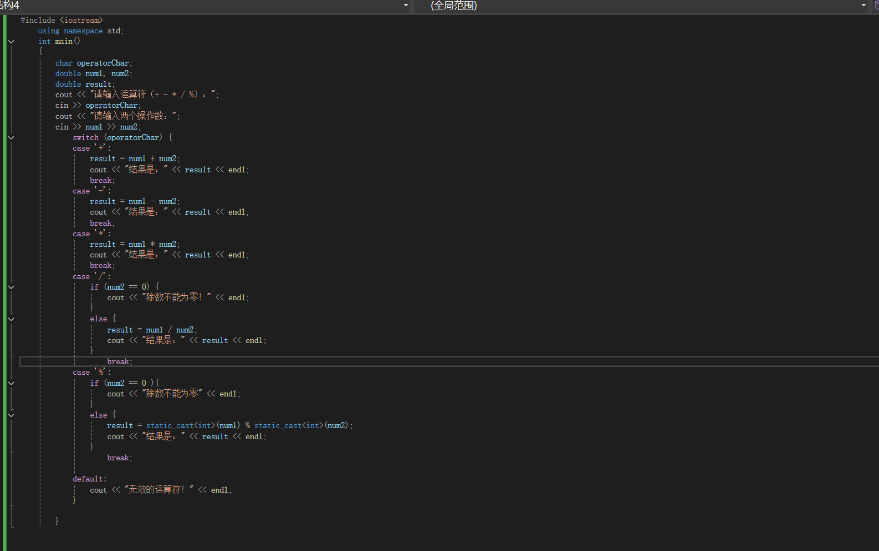 结构4
(全局范围)
#include <iostream>
using namespace std;
int main()
{
char operatorChar;
double num1, num2;
double result;
cout << "请输入运算符（+ - * / %）：";
cin >> operatorChar;
cout << "请输入两个操作数：";
cin >> num1 >> num2;
switch (operatorChar) {
case '+':
result = num1 + num2;
cout << "结果是：" << result << endl;
break;
case '-':
result = num1 - num2;
cout << "结果是：" << result << endl;
break;
case '*':
result = num1 * num2;
cout << "结果是：" << result << endl;
break;
case '/':
if (num2 == 0) {
cout << "除数不能为零！" << endl;
}
else {
result = num1 / num2;
cout << "结果是：" << result << endl;
}
break;
case '%':
if (num2 == 0 ){
cout << "除数不能为零" << endl;
}
else {
result = static_cast<int>(num1) % static_cast<int>(num2);
cout << "结果是：" << result << endl;
}
break;
default:
cout << "无效的运算符！" << endl;
}
}